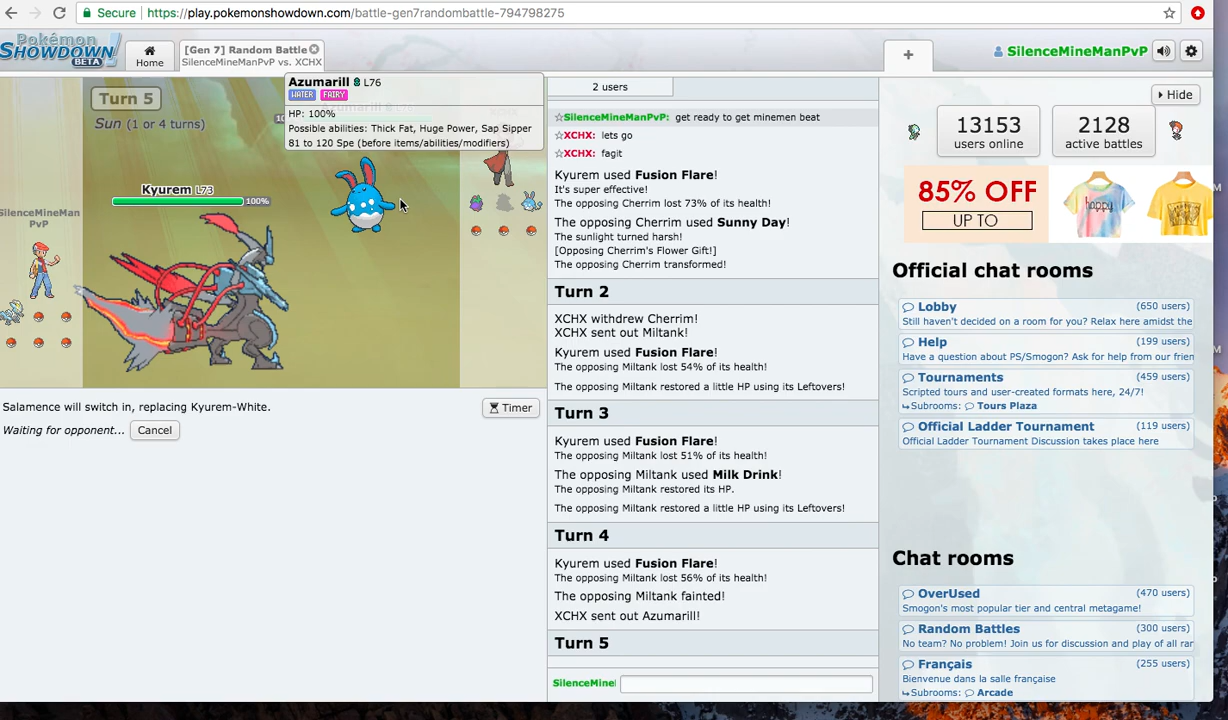 Secure https://play.pokemonshowdown.com/battle-gen7randombattle-794798275
Pokémon
SHOWDOWN!
BETA
Home
[Gen 7] Random Battle
SilenceMineManPvP vs. XCHX
+
SilenceMineManPvP
Turn 5
Sun (1 or 4 turns)
Azumarill L76
WATER FAIRY
HP: 100%
Possible abilities: Thick Fat, Huge Power, Sap Sipper
81 to 120 Spe (before items/abilities/modifiers)
Kyurem L73
100%
SilenceMineMan
PvP
Salamence will switch in, replacing Kyurem-White.
Timer
Waiting for opponent... Cancel
2 users
☆SilenceMineManPvP: get ready to get minemen beat
☆XCHX: lets go
☆XCHX: fagit
Kyurem used Fusion Flare!
It's super effective!
The opposing Cherrim lost 73% of its health!
The opposing Cherrim used Sunny Day!
The sunlight turned harsh!
[Opposing Cherrim's Flower Gift!]
The opposing Cherrim transformed!
Turn 2
XCHX withdrew Cherrim!
XCHX sent out Miltank!
Kyurem used Fusion Flare!
The opposing Miltank lost 54% of its health!
The opposing Miltank restored a little HP using its Leftovers!
Turn 3
Kyurem used Fusion Flare!
The opposing Miltank lost 51% of its health!
The opposing Miltank used Milk Drink!
The opposing Miltank restored its HP.
The opposing Miltank restored a little HP using its Leftovers!
Turn 4
Kyurem used Fusion Flare!
The opposing Miltank lost 56% of its health!
The opposing Miltank fainted!
XCHX sent out Azumarill!
Turn 5
SilenceMinel
Hide
13153
users online
2128
active battles
85% OFF
UP TO
happy
Official chat rooms
Lobby (650 users)
Still haven't decided on a room for you? Relax here amidst the
Help (199 users)
Have a question about PS/Smogon? Ask for help from our frien
Tournaments (459 users)
Scripted tours and user-created formats here, 24/7!
↳Subrooms: Tours Plaza
Official Ladder Tournament (119 users)
Official Ladder Tournament Discussion takes place here
Chat rooms
OverUsed (470 users)
Smogon's most popular tier and central metagame!
Random Battles (300 users)
No team? No problem! Join us for discussion and play of all rar
Français (255 users)
Bienvenue dans la salle française
↳Subrooms: Arcade